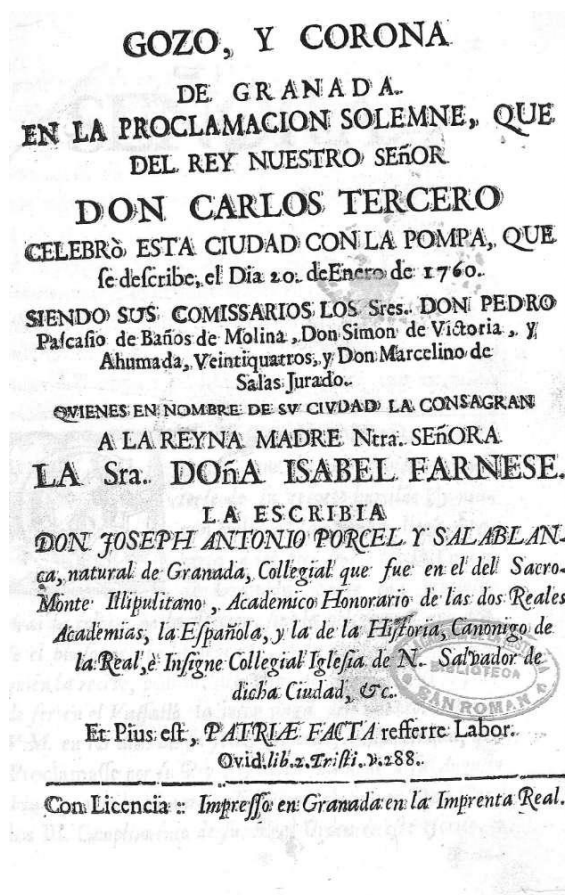 GOZO, Y CORONA
DE GRANADA.
EN LA PROCLAMACION SOLEMNE, QUE
DEL REY NUESTRO SEñOR
DON CARLOS TERCERO
CELEBRÒ ESTA CIUDAD CON LA POMPA, QUE
se describe, el Dia 20. de Enero de 1760.
SIENDO SUS COMISSARIOS LOS Sres. DON PEDRO
Pascasio de Baños de Molina, Don Simon de Victoria, y
Ahumada, Veintiquatros, y Don Marcelino de
Salas Jurado.
QVIENES EN NOMBRE DE SV CIVDAD LA CONSAGRAN
A LA REYNA MADRE Ntra. SEñORA
LA Sra. DOñA ISABEL FARNESE.
LA ESCRIBIA
DON JOSEPH ANTONIO PORCEL Y SALABLAN-
ca, natural de Granada, Collegial que fue en el del Sacro-
Monte Illipulitano, Academico Honorario de las dos Reales
Academias, la Española, y la de la Historia, Canonigo de
la Real, è Insigne Collegial Iglesia de N. Salvador de
dicha Ciudad, &c.
BIBLIOTECA
SAN ROMAN
Et Pius est, PATRIÆ FACTA refferre Labor.
Ovid. lib. 2. Tristi. v. 288.
Con Licencia : Impresso en Granada en la Imprenta Real.